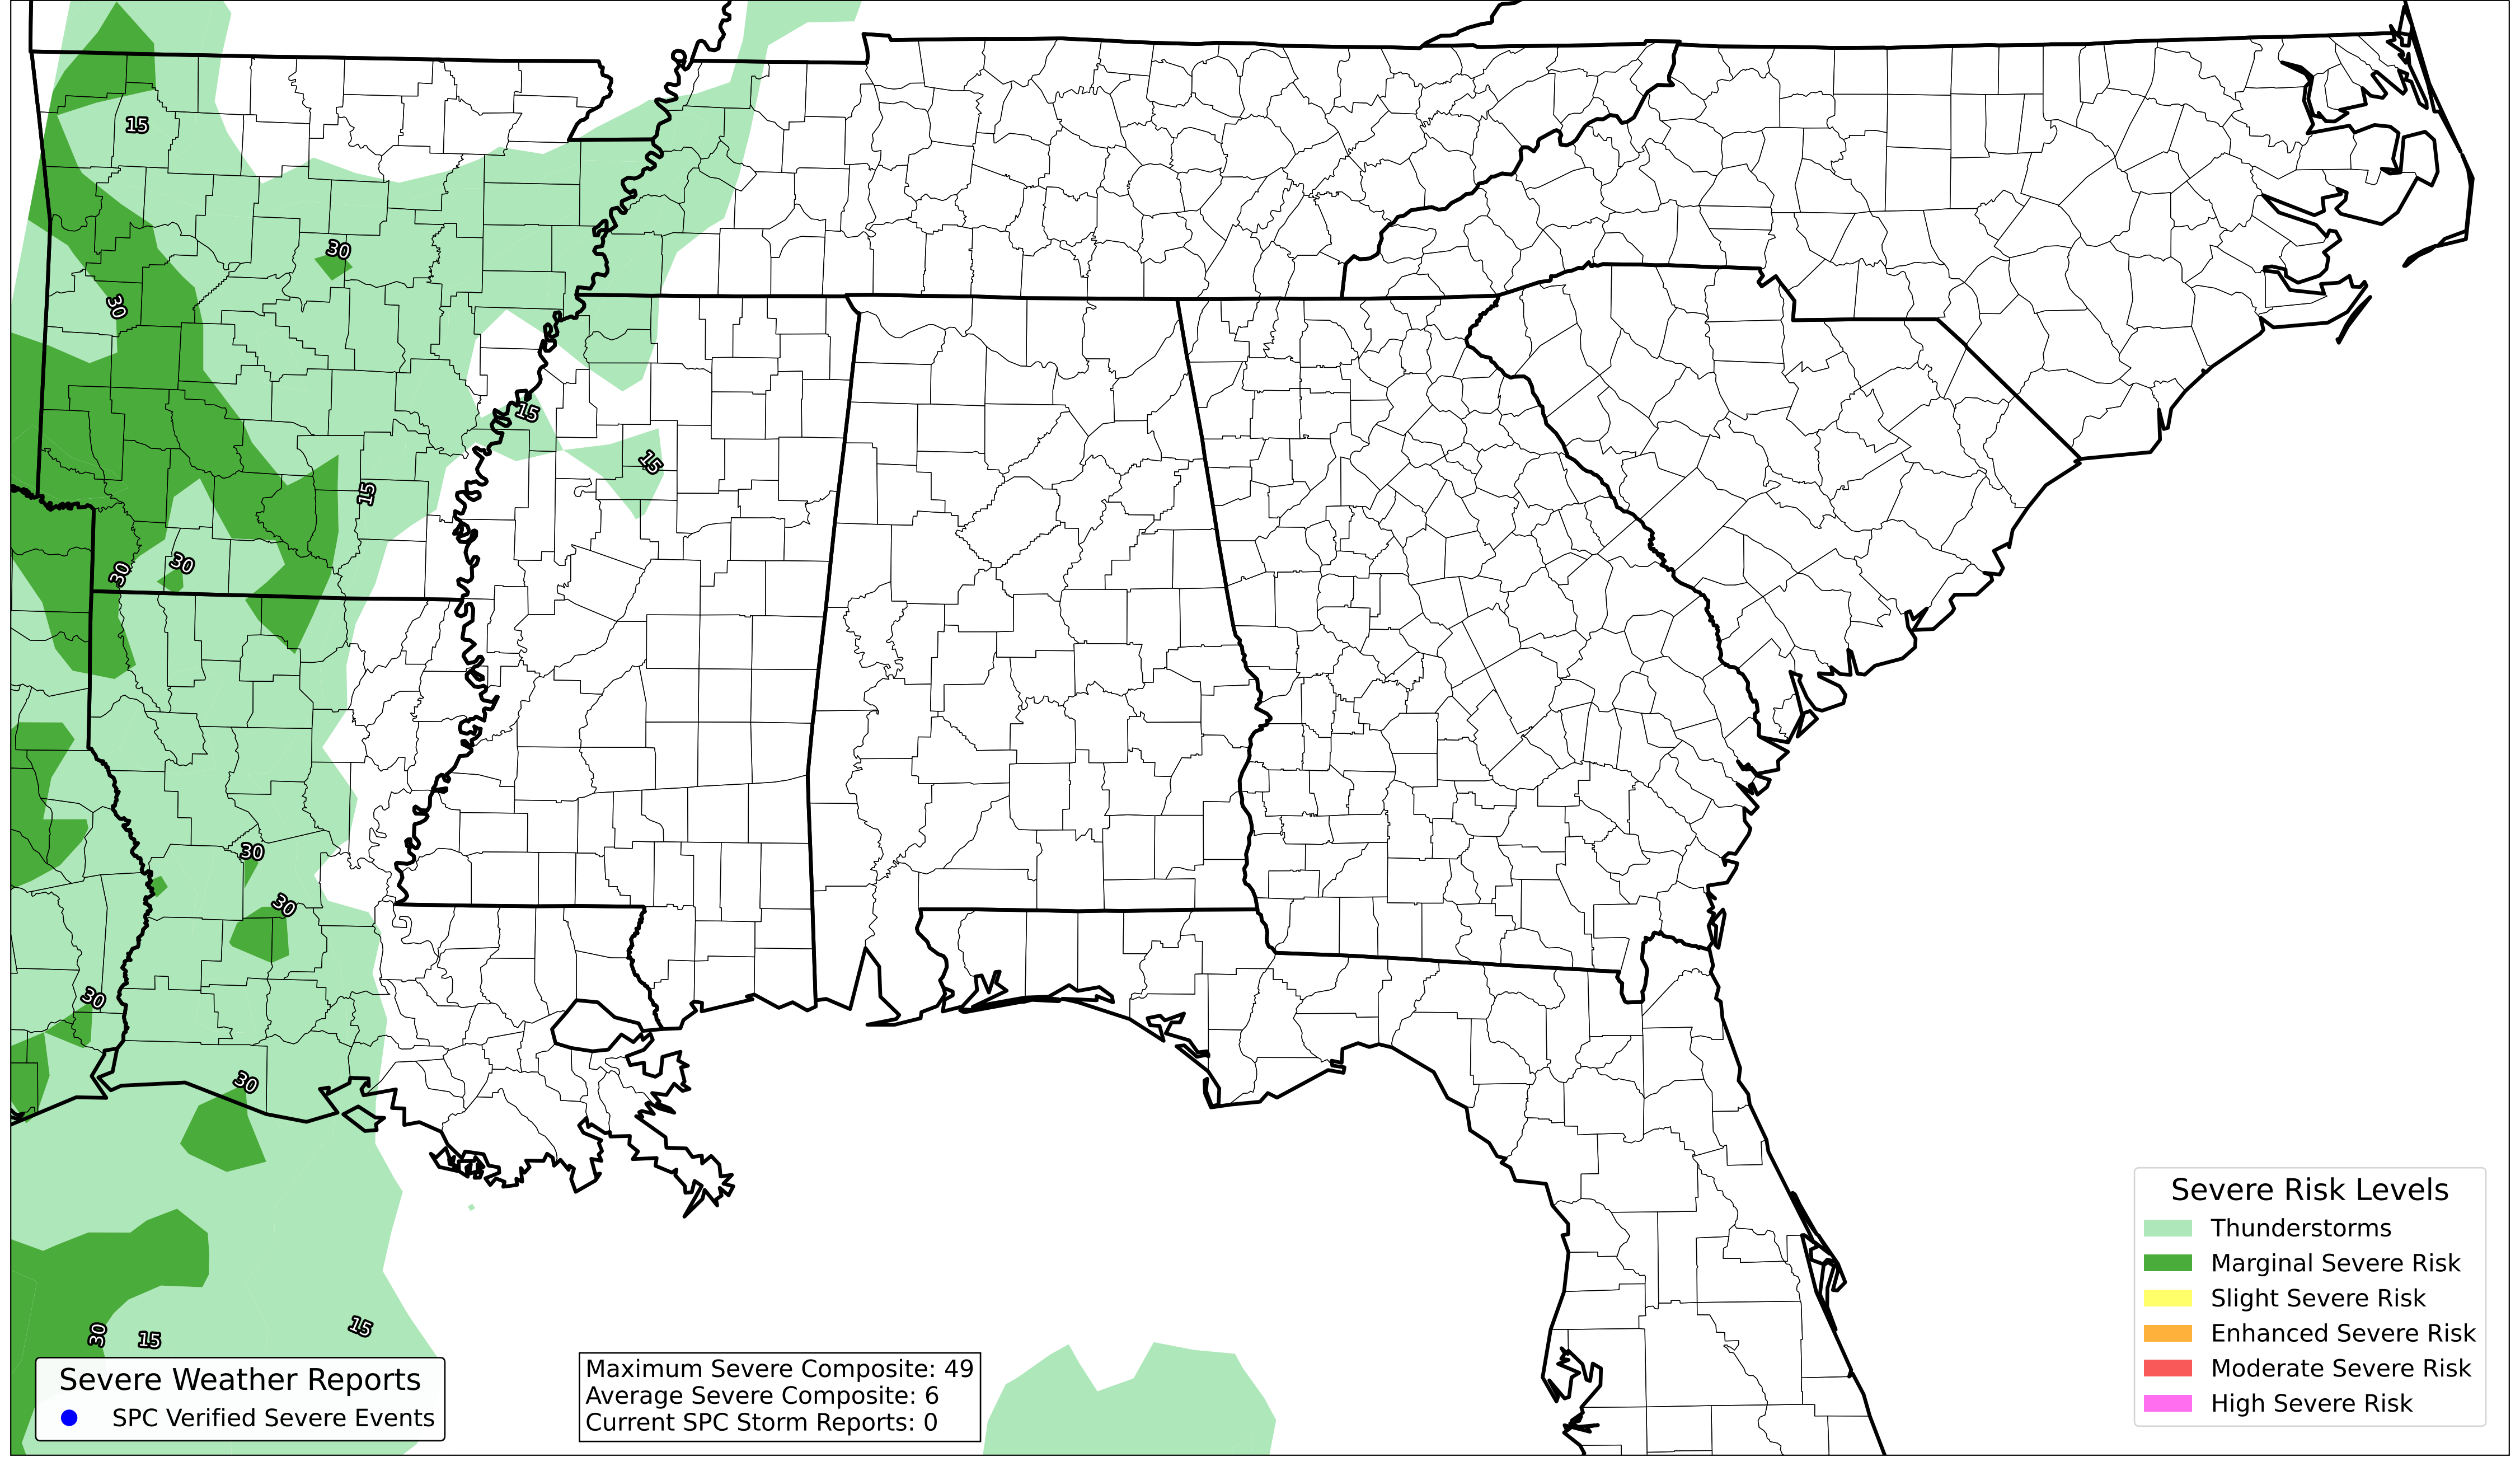 15
30
30
15
15
15
30
30
30
30
30
30
30
15
15
Severe Weather Reports
SPC Verified Severe Events
Maximum Severe Composite: 49
Average Severe Composite: 6
Current SPC Storm Reports: 0
Severe Risk Levels
Thunderstorms
Marginal Severe Risk
Slight Severe Risk
Enhanced Severe Risk
Moderate Severe Risk
High Severe Risk